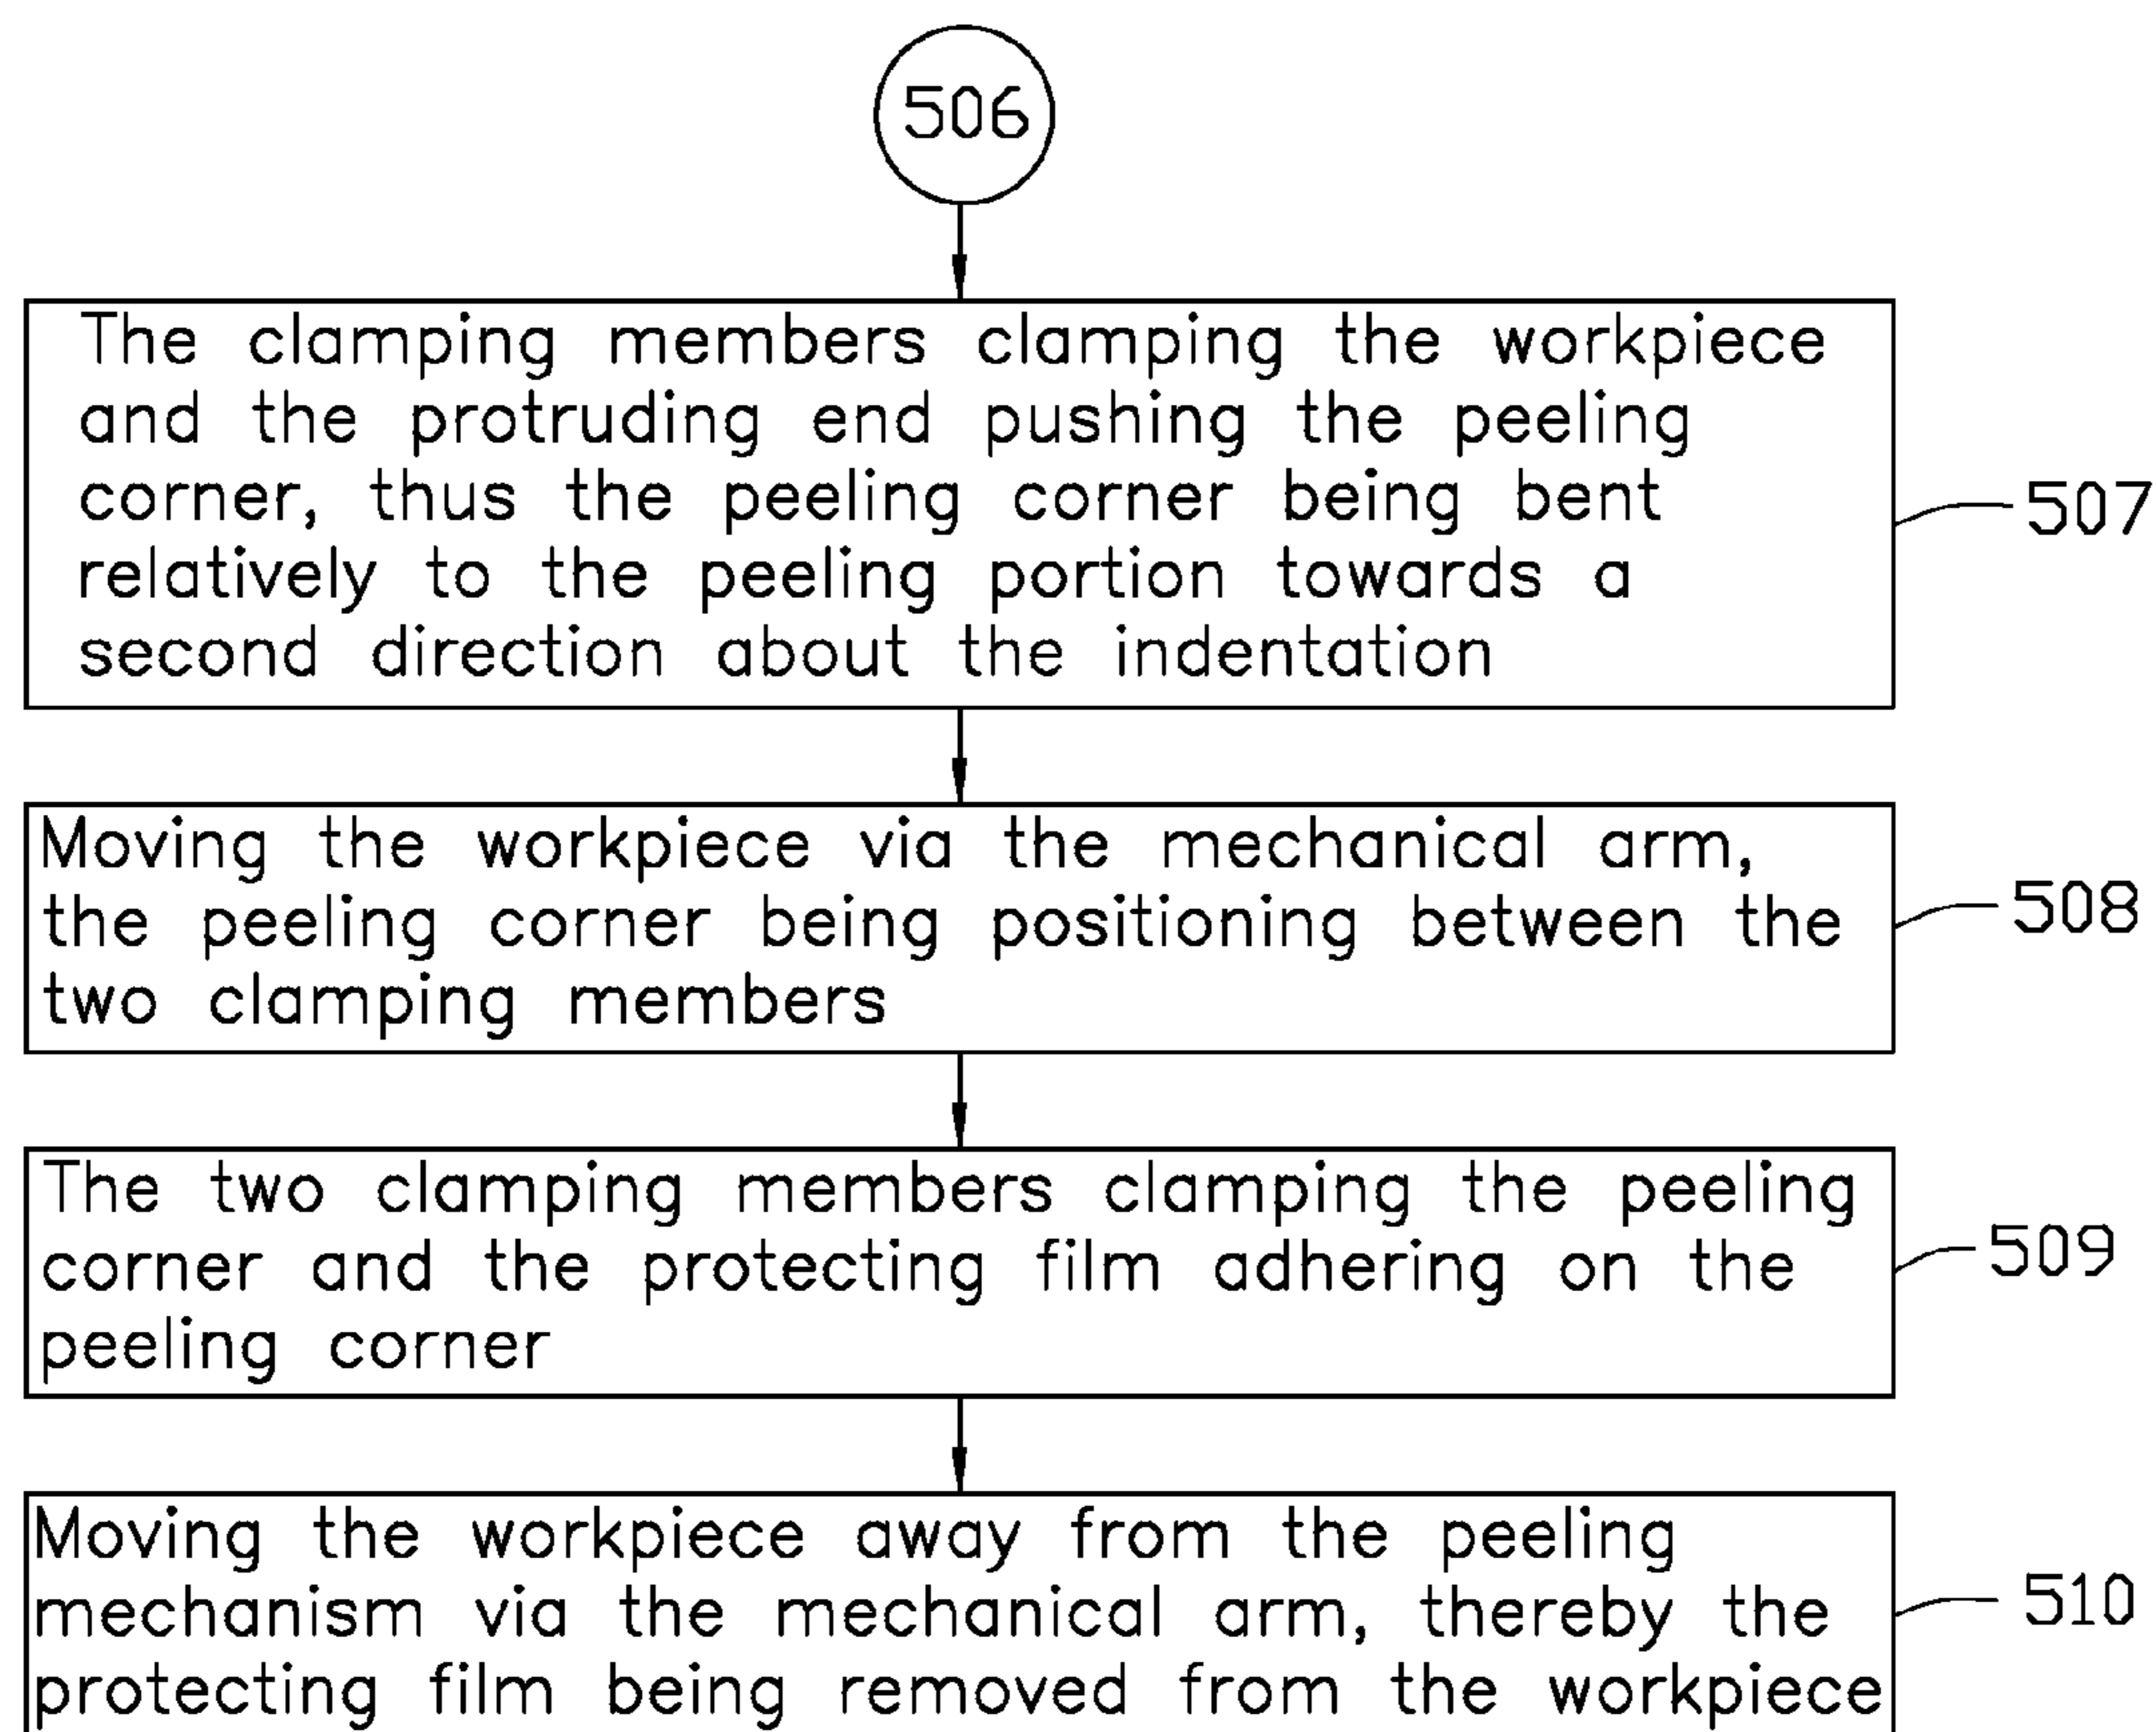 506
The clamping members clamping the workpiece
and the protruding end pushing the peeling
corner, thus the peeling corner being bent
relatively to the peeling portion towards a
second direction about the indentation
507
Moving the workpiece via the mechanical arm,
the peeling corner being positioning between the
two clamping members
508
The two clamping members clamping the peeling
corner and the protecting film adhering on the
peeling corner
509
Moving the workpiece away from the peeling
mechanism via the mechanical arm, thereby the
protecting film being removed from the workpiece
510